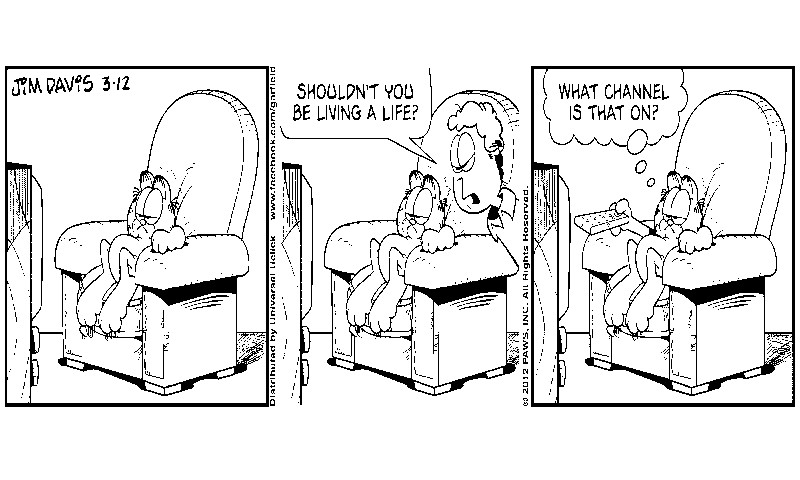 JIM DAVIS 3·12
Distributed by Universal Uclick www.facebook.com/garfield
SHOULDN'T YOU
BE LIVING A LIFE?
© 2012 PAWS, INC. All Rights Reserved.
WHAT CHANNEL
IS THAT ON?